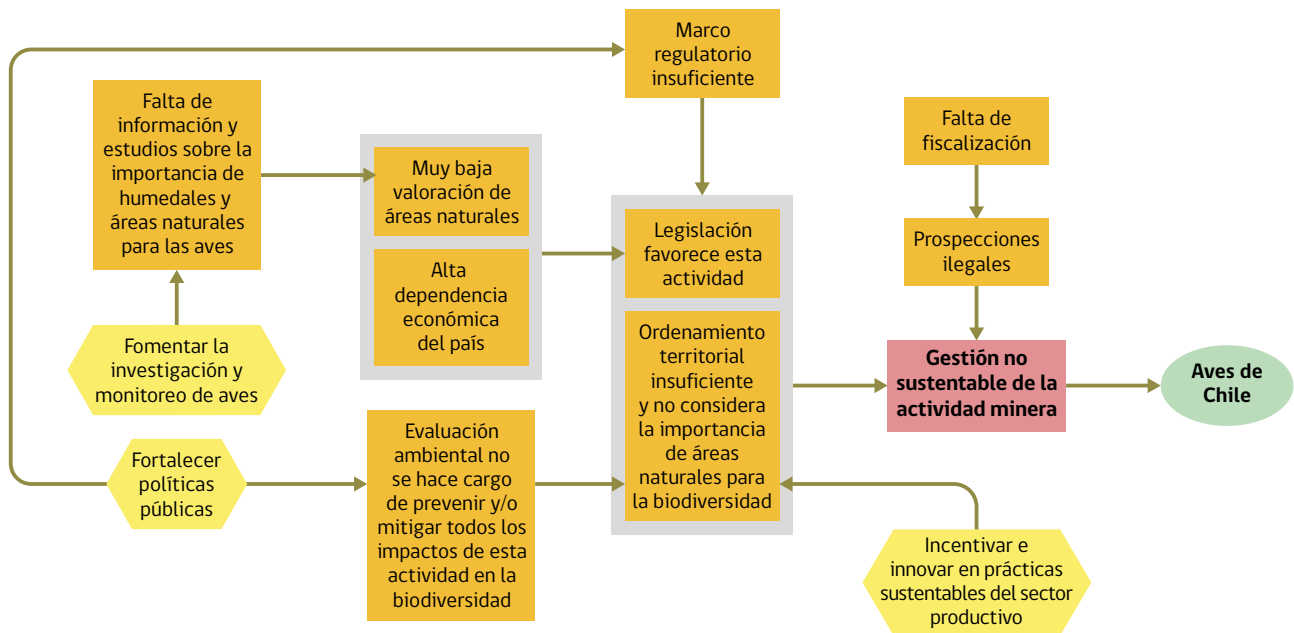 Marco
regulatorio
insuficiente
Falta de
información y
estudios sobre la
importancia de
humedales y
áreas naturales
para las aves
Muy baja
valoración de
áreas naturales
Alta
dependencia
económica
del país
Falta de
fiscalización
Legislación
favorece esta
actividad
Prospecciones
ilegales
Ordenamiento
territorial
insuficiente
y no considera
la importancia
de áreas
naturales para
la biodiversidad
Gestión no
sustentable de la
actividad minera
Aves de
Chile
Fomentar la
investigación y
monitoreo de aves
Fortalecer
políticas
públicas
Evaluación
ambiental no
se hace cargo
de prevenir y/o
mitigar todos los
impactos de esta
actividad en la
biodiversidad
Incentivar e
innovar en prácticas
sustentables del sector
productivo